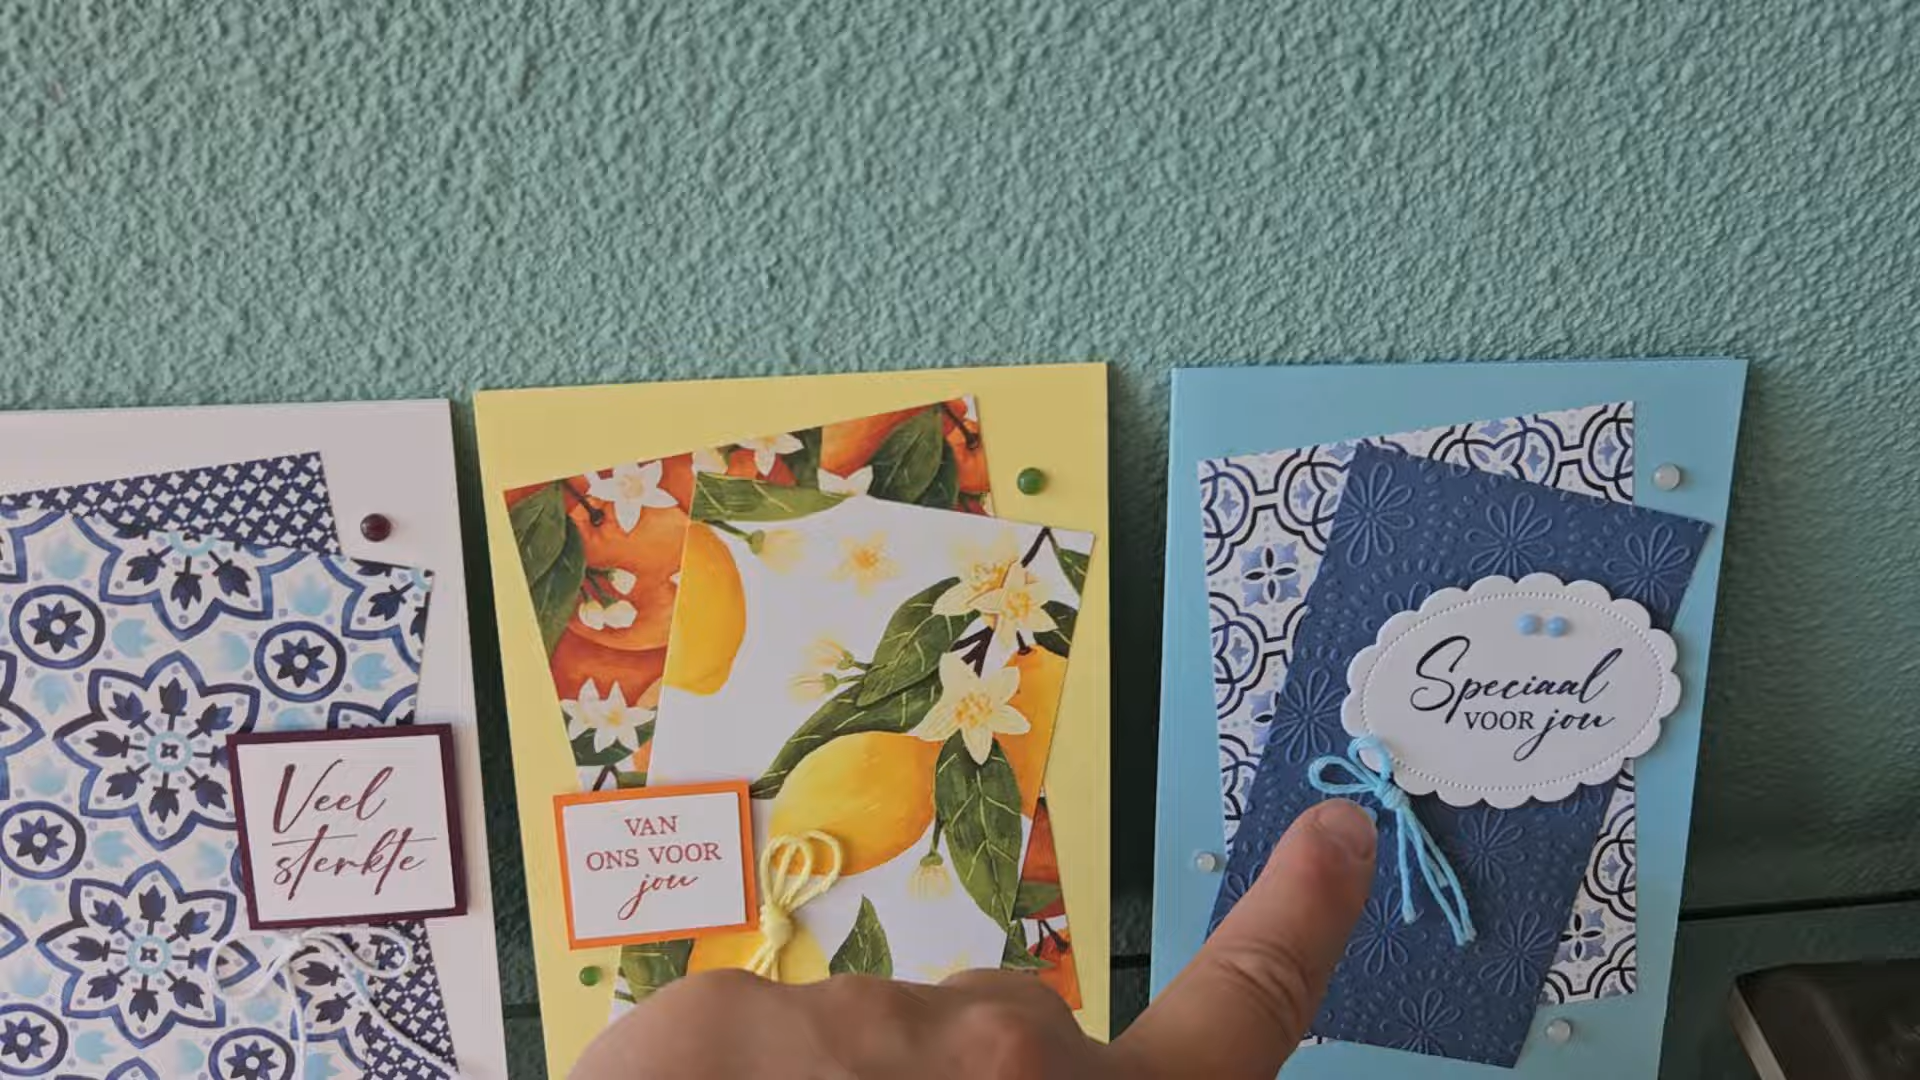 Veel
sterkte
VAN
ONS VOOR
jou
Speciaal
VOOR jou